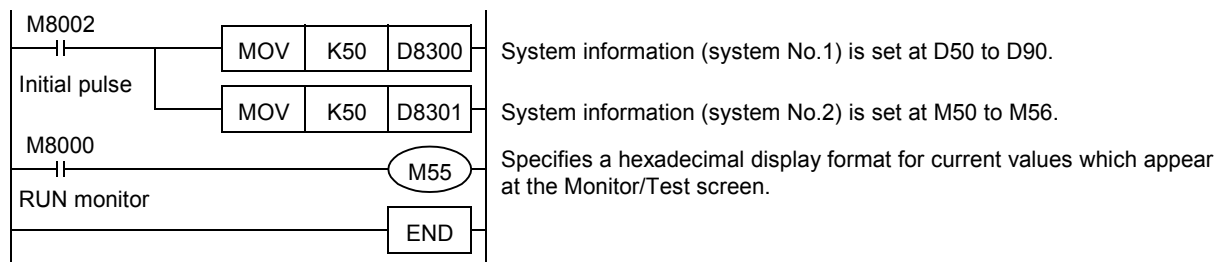 M8002
MOV K50 D8300 System information (system No.1) is set at D50 to D90.
Initial pulse
MOV K50 D8301 System information (system No.2) is set at M50 to M56.
M8000
M55 Specifies a hexadecimal display format for current values which appear
at the Monitor/Test screen.
RUN monitor
END